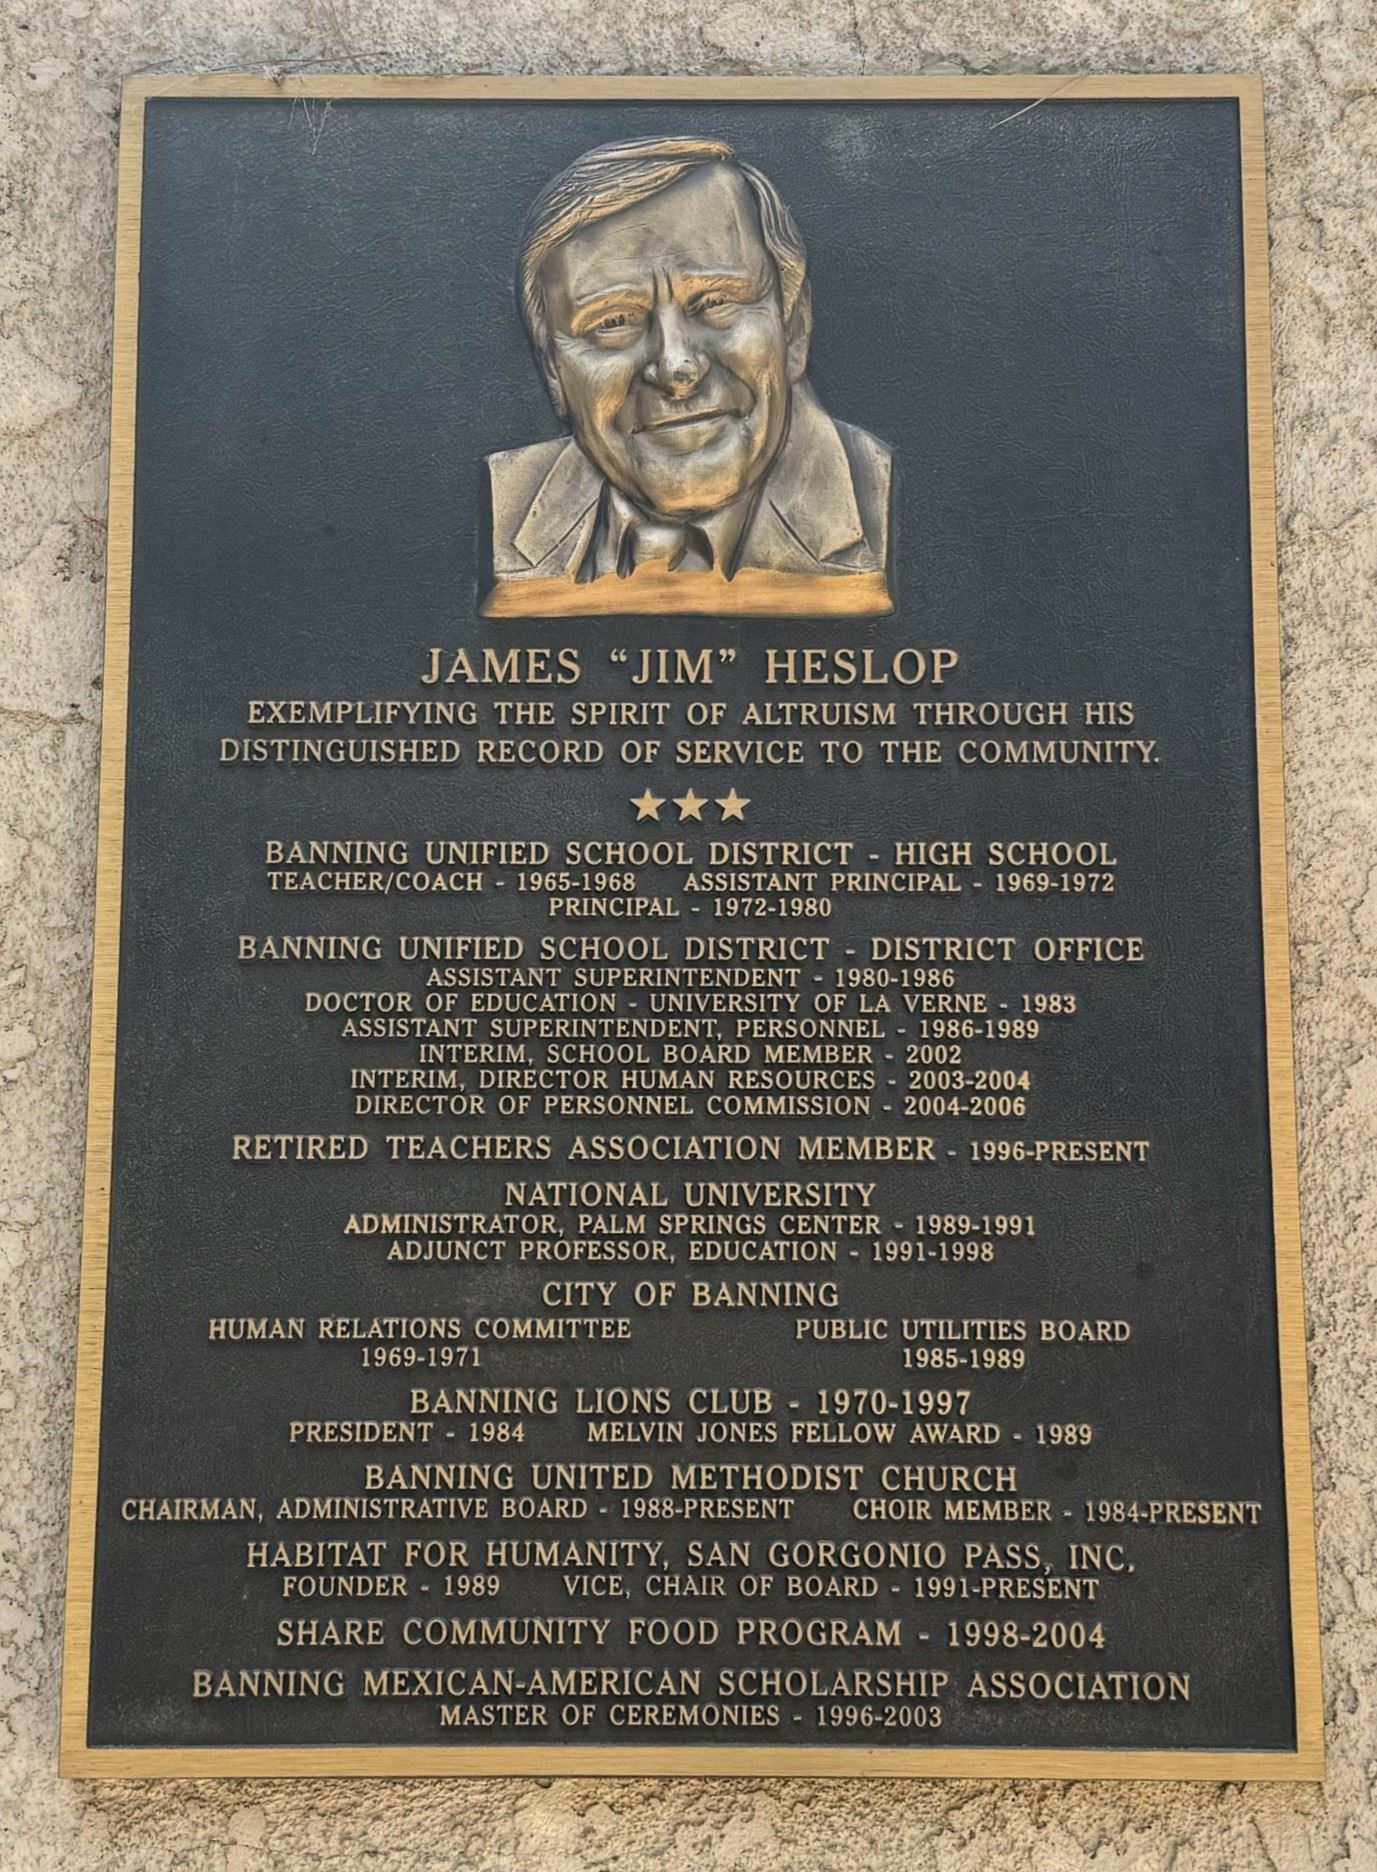 JAMES “JIM” HESLOP
EXEMPLIFYING THE SPIRIT OF ALTRUISM THROUGH HIS
DISTINGUISHED RECORD OF SERVICE TO THE COMMUNITY.
BANNING UNIFIED SCHOOL DISTRICT - HIGH SCHOOL
TEACHER/COACH - 1965-1968 ASSISTANT PRINCIPAL - 1969-1972
PRINCIPAL - 1972-1980
BANNING UNIFIED SCHOOL DISTRICT - DISTRICT OFFICE
ASSISTANT SUPERINTENDENT - 1980-1986
DOCTOR OF EDUCATION - UNIVERSITY OF LA VERNE - 1983
ASSISTANT SUPERINTENDENT, PERSONNEL - 1986-1989
INTERIM, SCHOOL BOARD MEMBER - 2002
INTERIM, DIRECTOR HUMAN RESOURCES - 2003-2004
DIRECTOR OF PERSONNEL COMMISSION - 2004-2006
RETIRED TEACHERS ASSOCIATION MEMBER - 1996-PRESENT
NATIONAL UNIVERSITY
ADMINISTRATOR, PALM SPRINGS CENTER - 1989-1991
ADJUNCT PROFESSOR, EDUCATION - 1991-1998
CITY OF BANNING
HUMAN RELATIONS COMMITTEE PUBLIC UTILITIES BOARD
1969-1971 1985-1989
BANNING LIONS CLUB - 1970-1997
PRESIDENT - 1984 MELVIN JONES FELLOW AWARD - 1989
BANNING UNITED METHODIST CHURCH
CHAIRMAN, ADMINISTRATIVE BOARD - 1988-PRESENT CHOIR MEMBER - 1984-PRESENT
HABITAT FOR HUMANITY, SAN GORGONIO PASS, INC.
FOUNDER - 1989 VICE, CHAIR OF BOARD - 1991-PRESENT
SHARE COMMUNITY FOOD PROGRAM - 1998-2004
BANNING MEXICAN-AMERICAN SCHOLARSHIP ASSOCIATION
MASTER OF CEREMONIES - 1996-2003